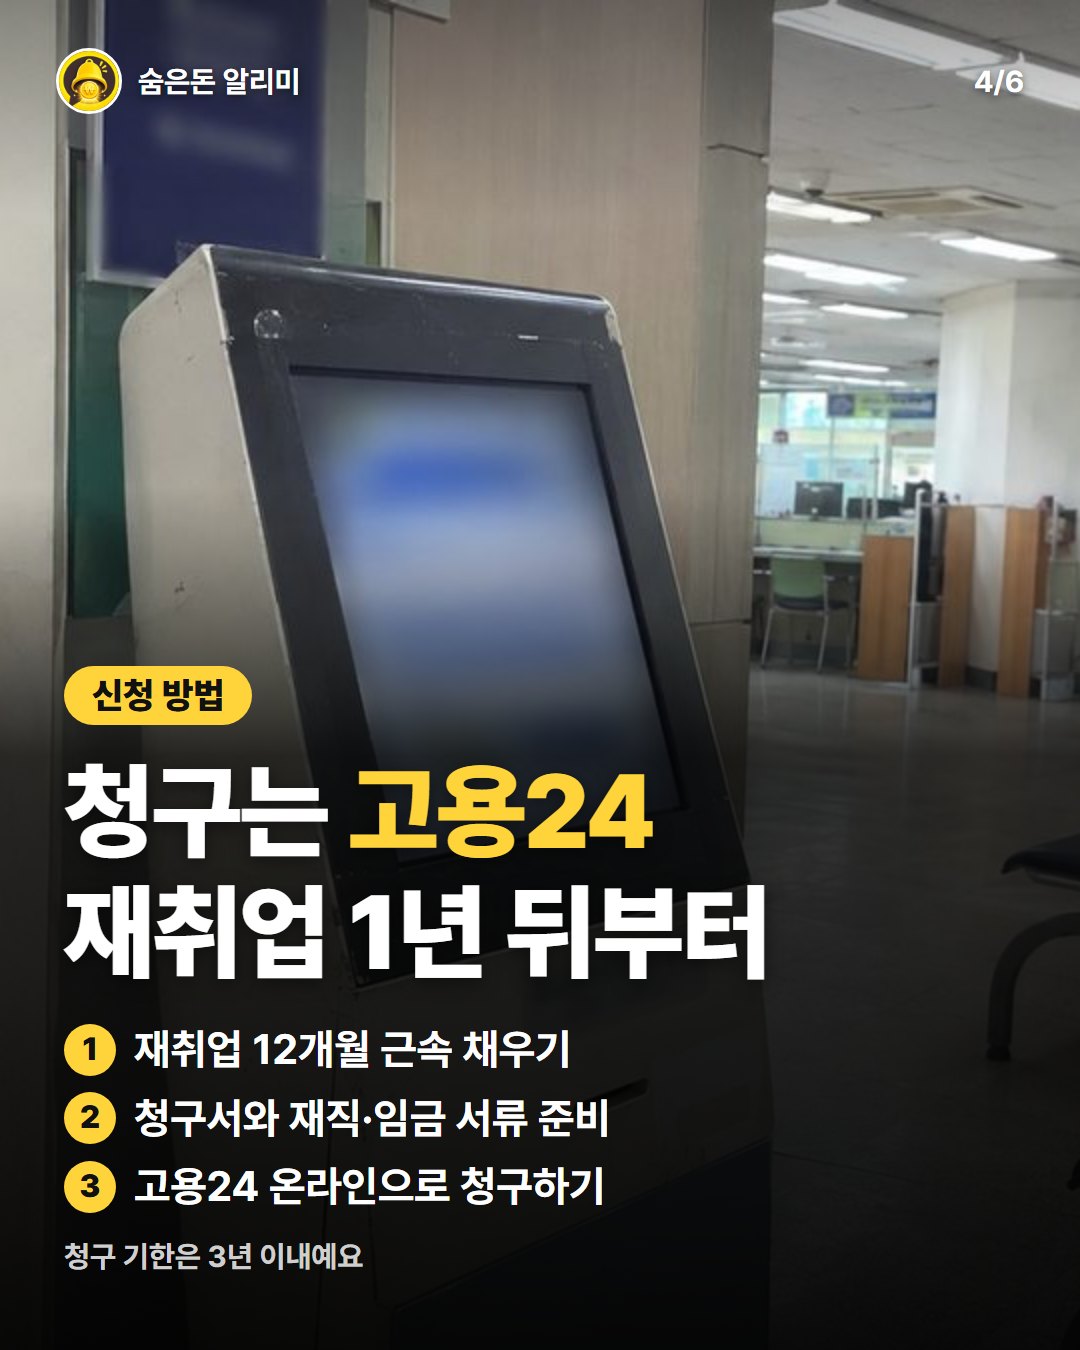 숨은돈 알리미
4/6
신청 방법
청구는 고용24
재취업 1년 뒤부터
1 재취업 12개월 근속 채우기
2 청구서와 재직·임금 서류 준비
3 고용24 온라인으로 청구하기
청구 기한은 3년 이내예요